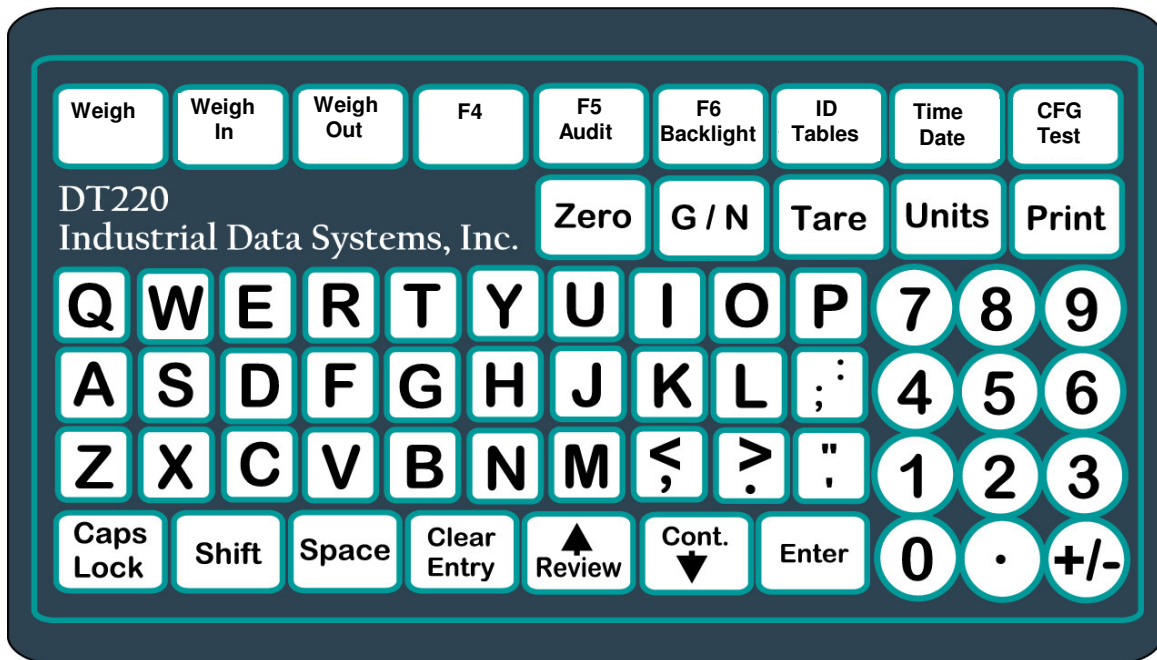 Weigh Weigh In Weigh Out F4 F5 Audit F6 Backlight ID Tables Time Date CFG Test
DT220
Industrial Data Systems, Inc.
Zero G / N Tare Units Print
Q W E R T Y U I O P 7 8 9
A S D F G H J K L ; : 4 5 6
Z X C V B N M < , > . " ' 1 2 3
Caps Lock Shift Space Clear Entry Review Cont. Enter 0 . +/-